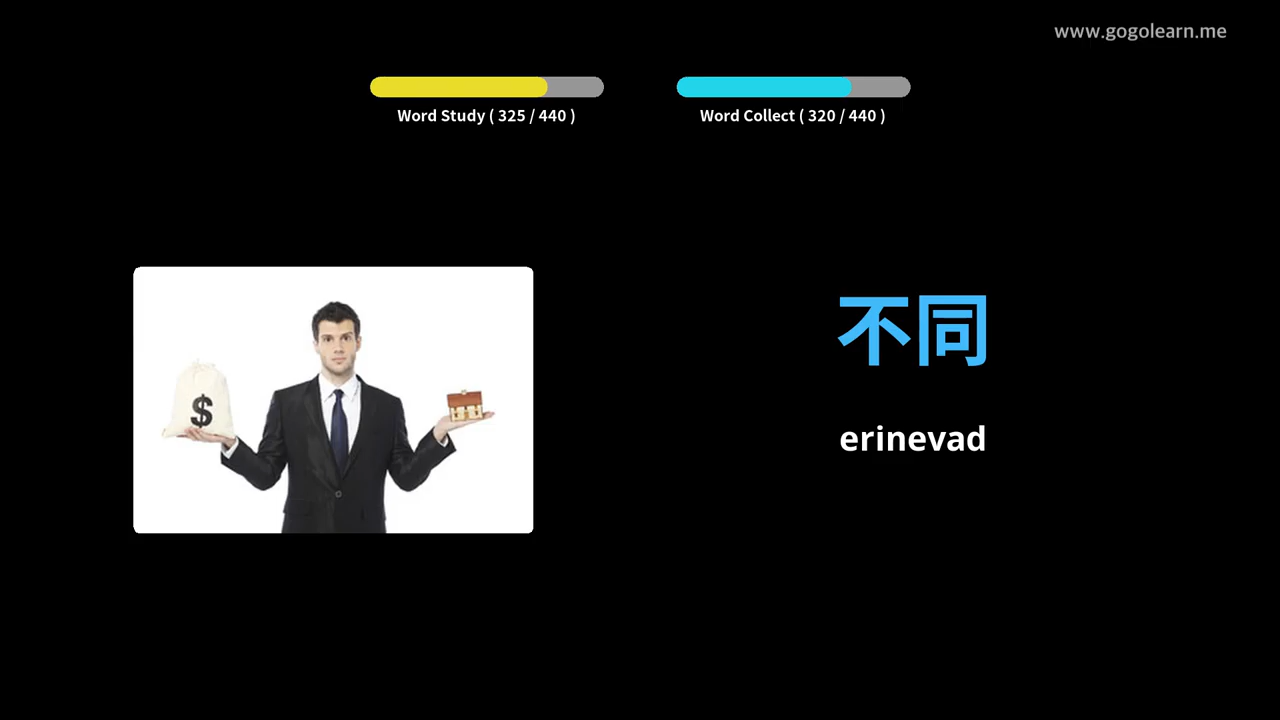 www.gogolearn.me
Word Study ( 325 / 440 )
Word Collect ( 320 / 440 )
不同
$
erinevad